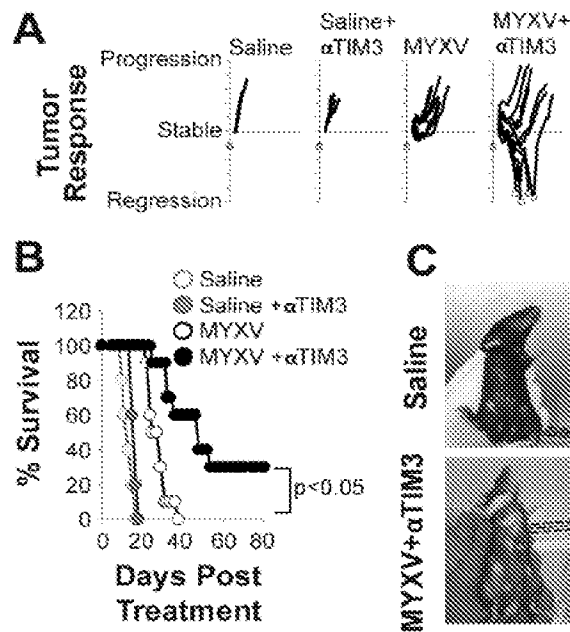 A
Tumor Response
Progression
Stable
Regression
Saline
Saline+ αTIM3
MYXV
MYXV+ αTIM3
B
Saline
Saline +αTIM3
MYXV
MYXV +αTIM3
% Survival
120
100
80
60
40
20
0
0 20 40 60 80
p<0.05
Days Post
Treatment
C
Saline
MYXV+αTIM3